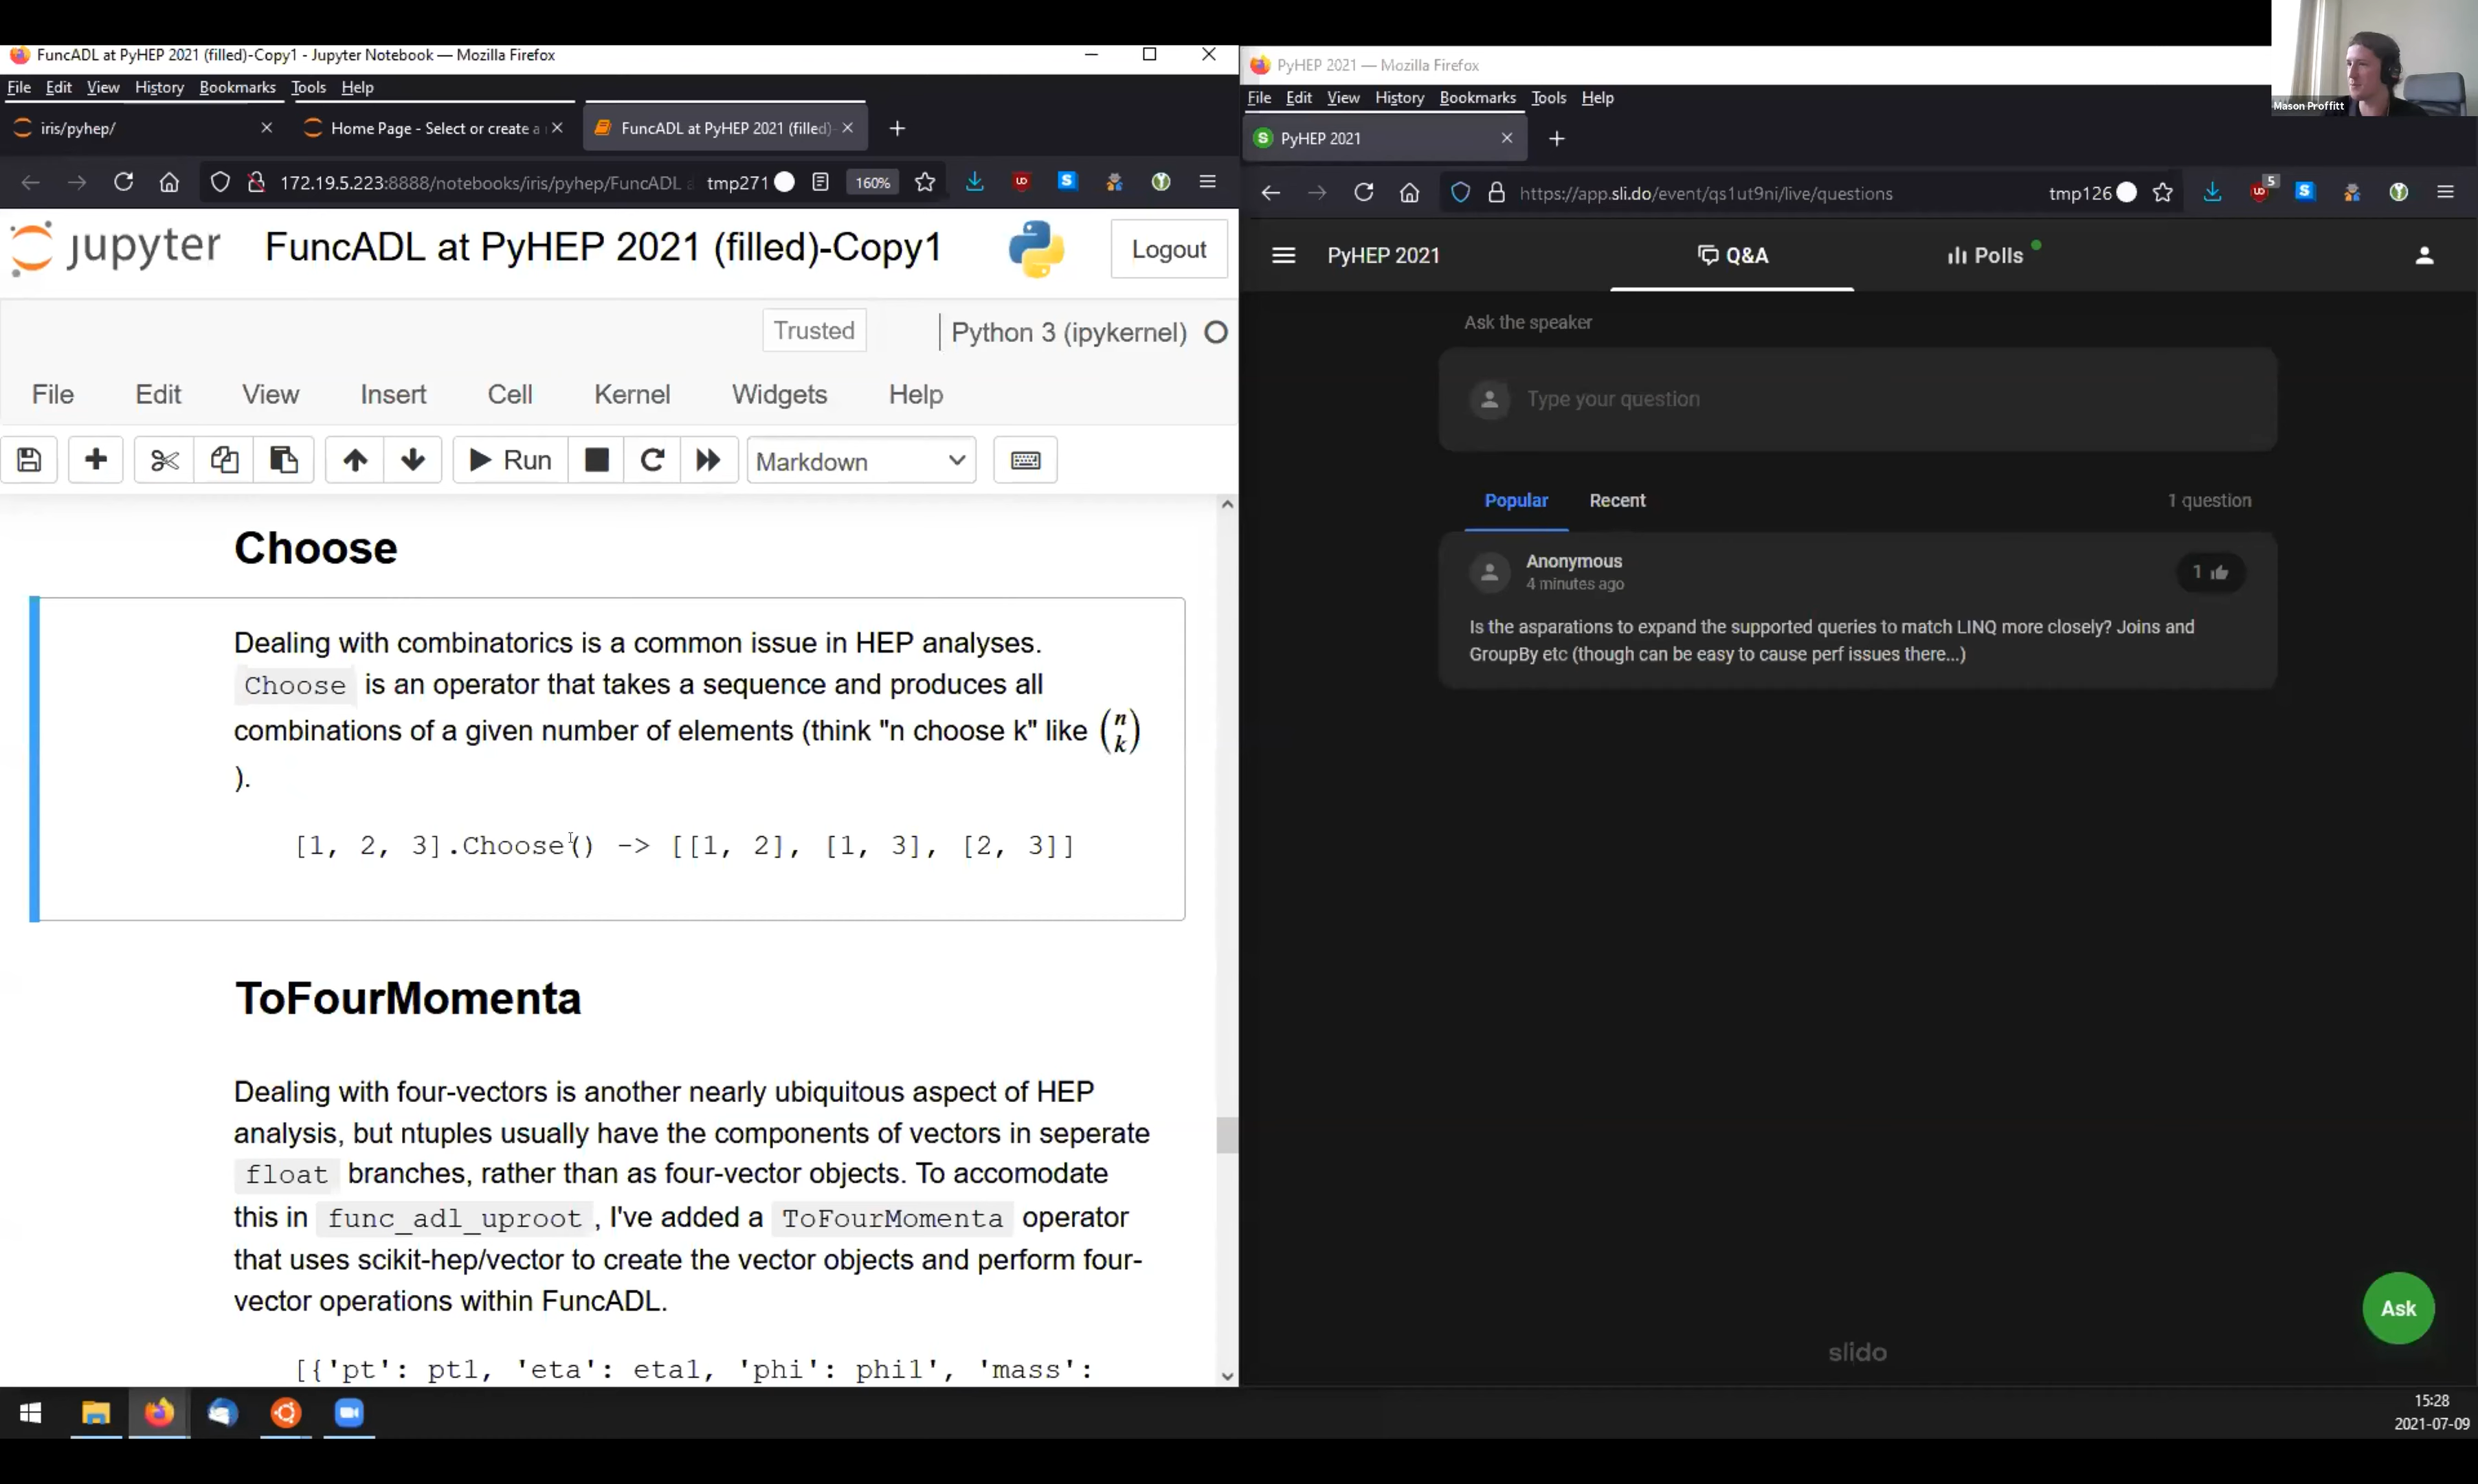 FuncADL at PyHEP 2021 (filled)-Copy1 - Jupyter Notebook — Mozilla Firefox
File Edit View History Bookmarks Tools Help
iris/pyhep/
Home Page - Select or create a
FuncADL at PyHEP 2021 (filled)-
172.19.5.223:8888/notebooks/iris/pyhep/FuncADL
tmp271
160%
jupyter
FuncADL at PyHEP 2021 (filled)-Copy1
Logout
Trusted
Python 3 (ipykernel)
File Edit View Insert Cell Kernel Widgets Help
Run
Markdown
Choose
Dealing with combinatorics is a common issue in HEP analyses.
Choose is an operator that takes a sequence and produces all
combinations of a given number of elements (think "n choose k" like (n k)
).
[1, 2, 3].Choose() -> [[1, 2], [1, 3], [2, 3]]
ToFourMomenta
Dealing with four-vectors is another nearly ubiquitous aspect of HEP
analysis, but ntuples usually have the components of vectors in seperate
float branches, rather than as four-vector objects. To accomodate
this in func_adl_uproot , I've added a ToFourMomenta operator
that uses scikit-hep/vector to create the vector objects and perform four-
vector operations within FuncADL.
[{'pt': pt1, 'eta': eta1, 'phi': phi1', 'mass':
PyHEP 2021 — Mozilla Firefox
Mason Proffitt
File Edit View History Bookmarks Tools Help
S PyHEP 2021
https://app.sli.do/event/qs1ut9ni/live/questions
tmp126
5
S
PyHEP 2021
Q&A
Polls
Ask the speaker
Type your question
Popular Recent
1 question
Anonymous
4 minutes ago
1
Is the asparations to expand the supported queries to match LINQ more closely? Joins and
GroupBy etc (though can be easy to cause perf issues there...)
Ask
slido
15:28
2021-07-09